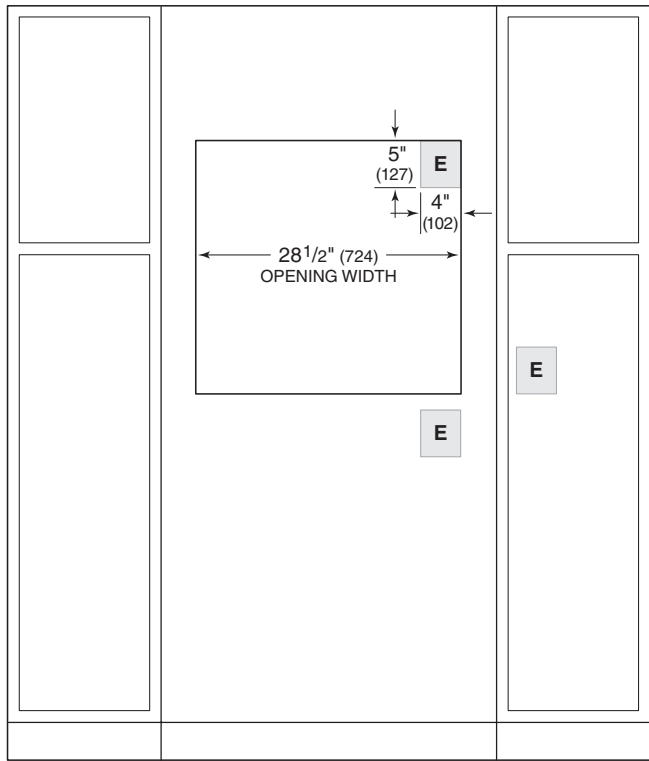 5"
(127)
E
4"
(102)
28 1/2" (724)
OPENING WIDTH
E
E